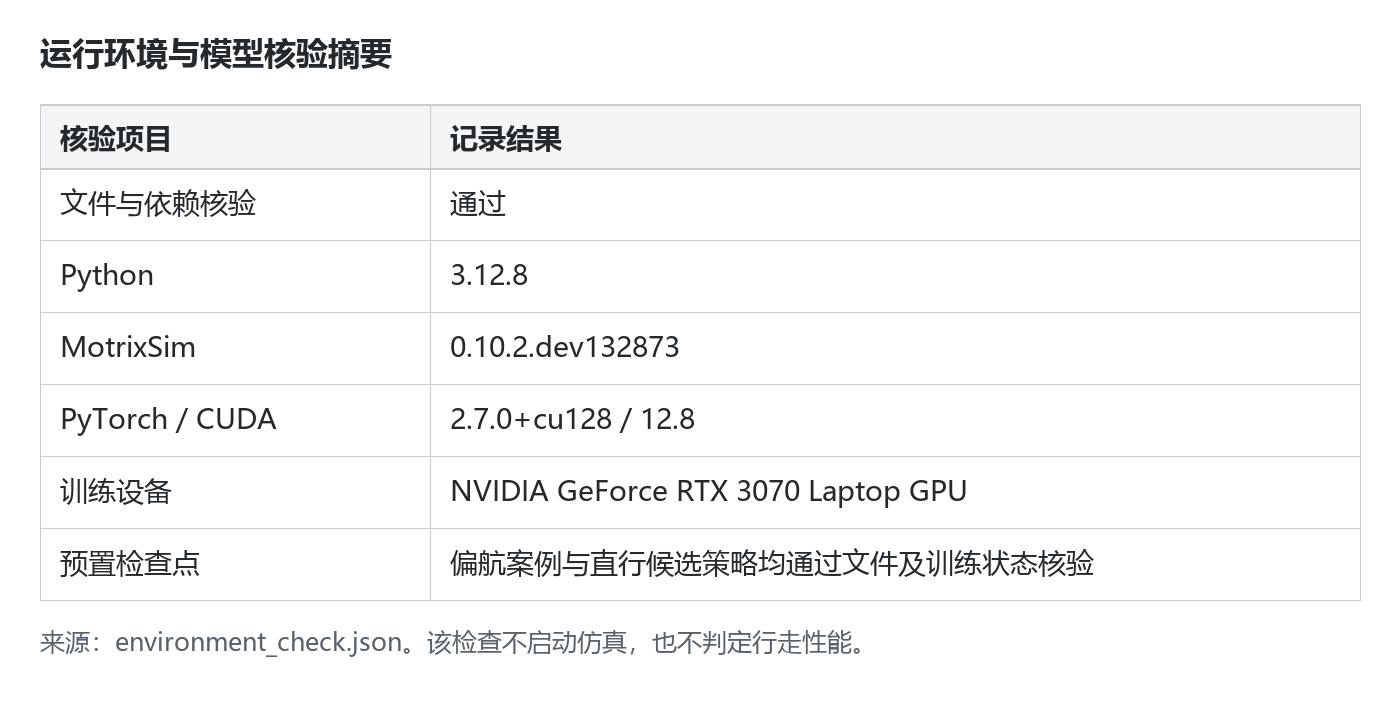 运行环境与模型核验摘要
核验项目 记录结果
文件与依赖核验 通过
Python 3.12.8
MotrixSim 0.10.2.dev132873
PyTorch / CUDA 2.7.0+cu128 / 12.8
训练设备 NVIDIA GeForce RTX 3070 Laptop GPU
预置检查点 偏航案例与直行候选策略均通过文件及训练状态核验
来源：environment_check.json。该检查不启动仿真，也不判定行走性能。